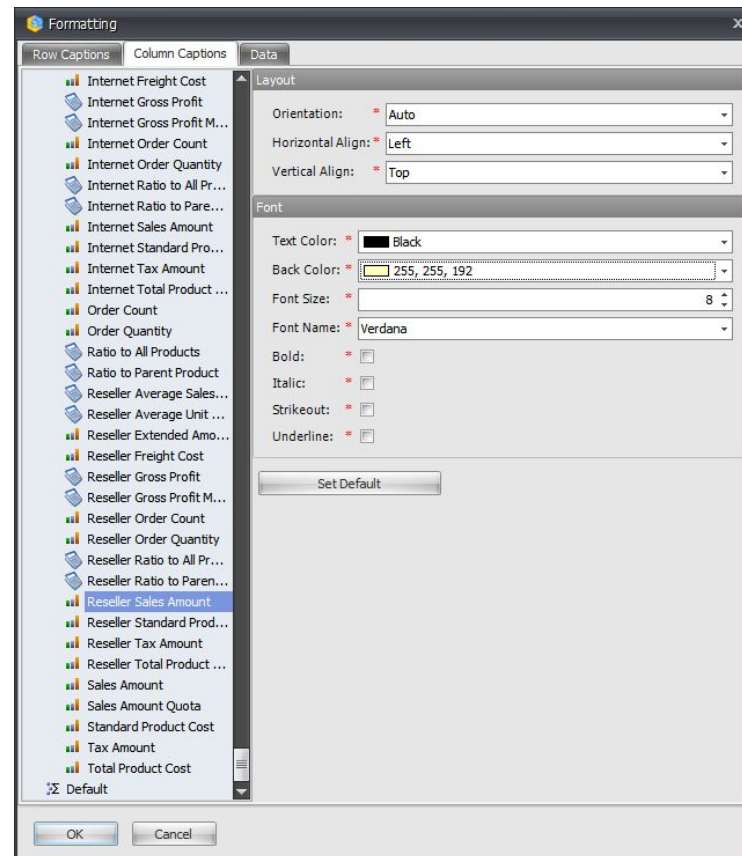 Formatting
x
Row Captions Column Captions Data
Internet Freight Cost
Internet Gross Profit
Internet Gross Profit M...
Internet Order Count
Internet Order Quantity
Internet Ratio to All Pr...
Internet Ratio to Pare...
Internet Sales Amount
Internet Standard Pro...
Internet Tax Amount
Internet Total Product ...
Order Count
Order Quantity
Ratio to All Products
Ratio to Parent Product
Reseller Average Sales...
Reseller Average Unit ...
Reseller Extended Amo...
Reseller Freight Cost
Reseller Gross Profit
Reseller Gross Profit M...
Reseller Order Count
Reseller Order Quantity
Reseller Ratio to All Pr...
Reseller Ratio to Paren...
Reseller Sales Amount
Reseller Standard Prod...
Reseller Tax Amount
Reseller Total Product ...
Sales Amount
Sales Amount Quota
Standard Product Cost
Tax Amount
Total Product Cost
Σ Default
Layout
Orientation: * Auto
Horizontal Align: * Left
Vertical Align: * Top
Font
Text Color: * Black
Back Color: * 255, 255, 192
Font Size: * 8
Font Name: * Verdana
Bold: *
Italic: *
Strikeout: *
Underline: *
Set Default
OK Cancel